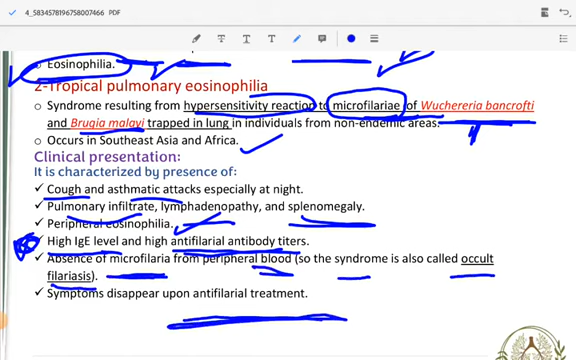 4_5834578196758007466
o Eosinophilia.
2-Tropical pulmonary eosinophilia
o Syndrome resulting from hypersensitivity reaction to microfilariae of Wuchereria bancrofti
and Brugia malayi trapped in lung in individuals from non-endemic areas.
o Occurs in Southeast Asia and Africa.
Clinical presentation:
It is characterized by presence of:
✓ Cough and asthmatic attacks especially at night.
✓ Pulmonary infiltrate, lymphadenopathy, and splenomegaly.
✓ Peripheral eosinophilia.
✓ High IgE level and high antifilarial antibody titers.
✓ Absence of microfilaria from peripheral blood (so the syndrome is also called occult
filariasis).
✓ Symptoms disappear upon antifilarial treatment.